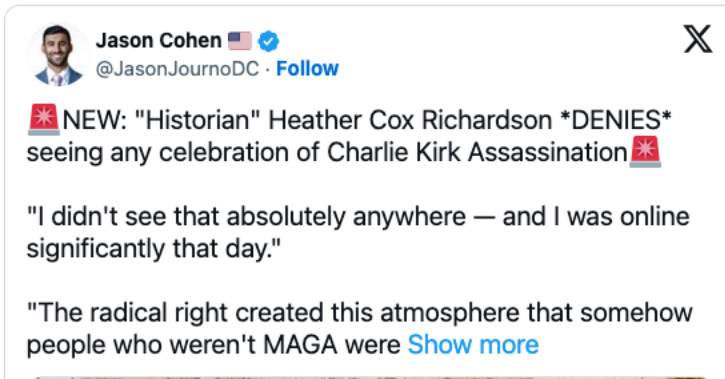 Jason Cohen 🇺🇸
@JasonJournoDC · Follow
🚨NEW: "Historian" Heather Cox Richardson *DENIES*
seeing any celebration of Charlie Kirk Assassination🚨
"I didn't see that absolutely anywhere — and I was online
significantly that day."
"The radical right created this atmosphere that somehow
people who weren't MAGA were Show more